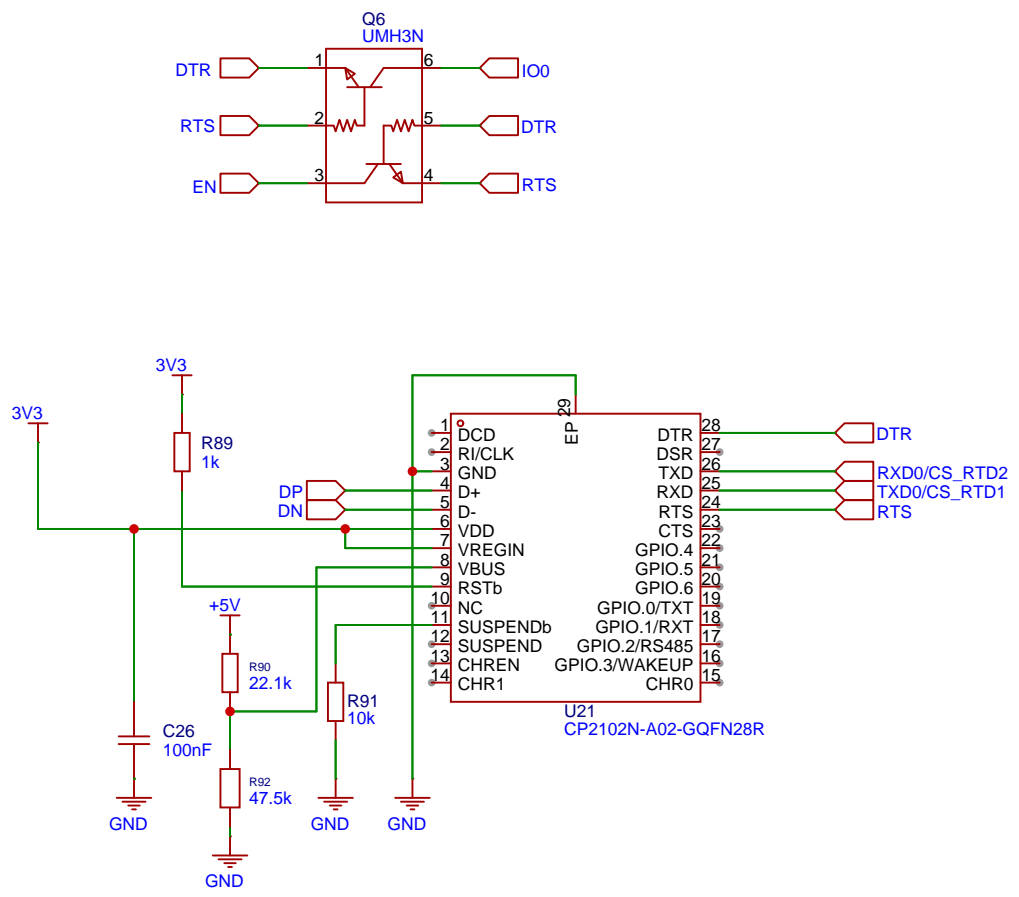 Q6
UMH3N
DTR 1 6 IO0
RTS 2 5 DTR
EN 3 4 RTS
3V3
3V3
R89
1k
29
EP
1 DCD
2 RI/CLK
3 GND
DP 4 D+
DN 5 D-
6 VDD
7 VREGIN
8 VBUS
9 RSTb
10 NC
11 SUSPENDb
12 SUSPEND
13 CHREN
14 CHR1
DTR 28 DTR
DSR 27
TXD 26 RXD0/CS_RTD2
RXD 25 TXD0/CS_RTD1
RTS 24 RTS
CTS 23
GPIO.4 22
GPIO.5 21
GPIO.6 20
GPIO.0/TXT 19
GPIO.1/RXT 18
GPIO.2/RS485 17
GPIO.3/WAKEUP 16
CHR0 15
U21
CP2102N-A02-GQFN28R
+5V
R90
22.1k
R91
10k
C26
100nF
R92
47.5k
GND
GND
GND
GND